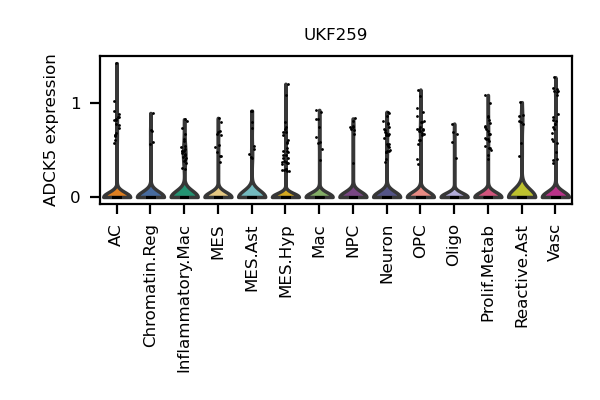 UKF259
ADCK5 expression
1
0
AC
Chromatin.Reg
Inflammatory.Mac
MES
MES.Ast
MES.Hyp
Mac
NPC
Neuron
OPC
Oligo
Prolif.Metab
Reactive.Ast
Vasc